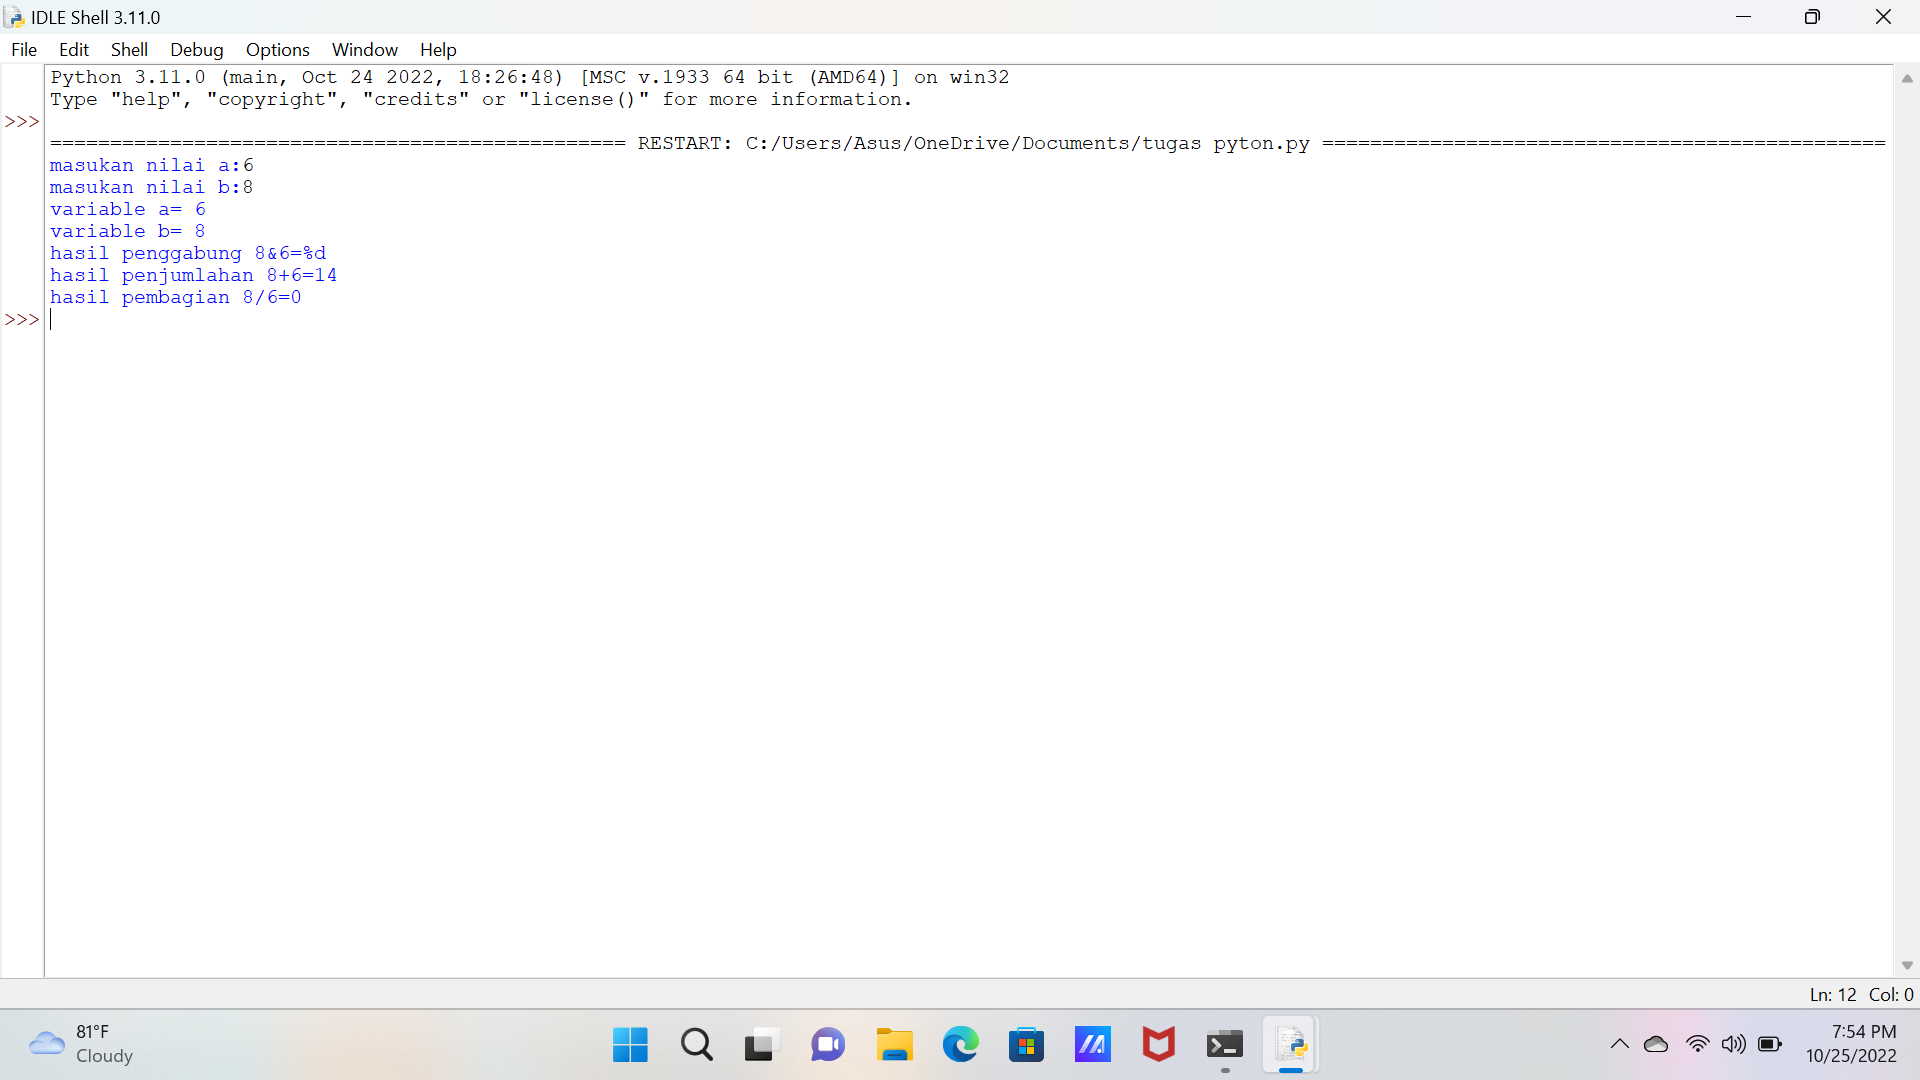 IDLE Shell 3.11.0
File Edit Shell Debug Options Window Help
Python 3.11.0 (main, Oct 24 2022, 18:26:48) [MSC v.1933 64 bit (AMD64)] on win32
Type "help", "copyright", "credits" or "license()" for more information.
>>>
================================================ RESTART: C:/Users/Asus/OneDrive/Documents/tugas pyton.py ===============================================
masukan nilai a:6
masukan nilai b:8
variable a= 6
variable b= 8
hasil penggabung 8&6=%d
hasil penjumlahan 8+6=14
hasil pembagian 8/6=0
>>>
Ln: 12 Col: 0
81°F
Cloudy
7:54 PM
10/25/2022